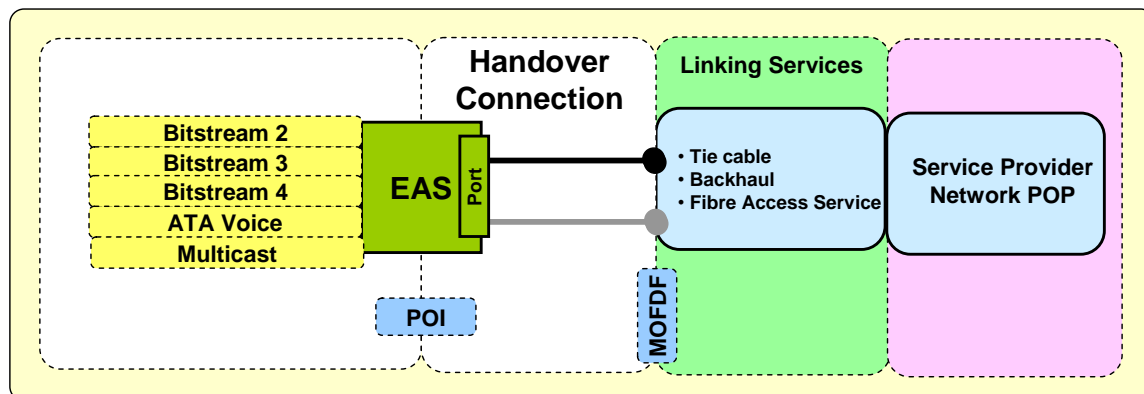 Handover
Connection
Linking Services
Bitstream 2
Bitstream 3
Bitstream 4
ATA Voice
Multicast
EAS
Port
• Tie cable
• Backhaul
• Fibre Access Service
Service Provider
Network POP
POI
MOFDF